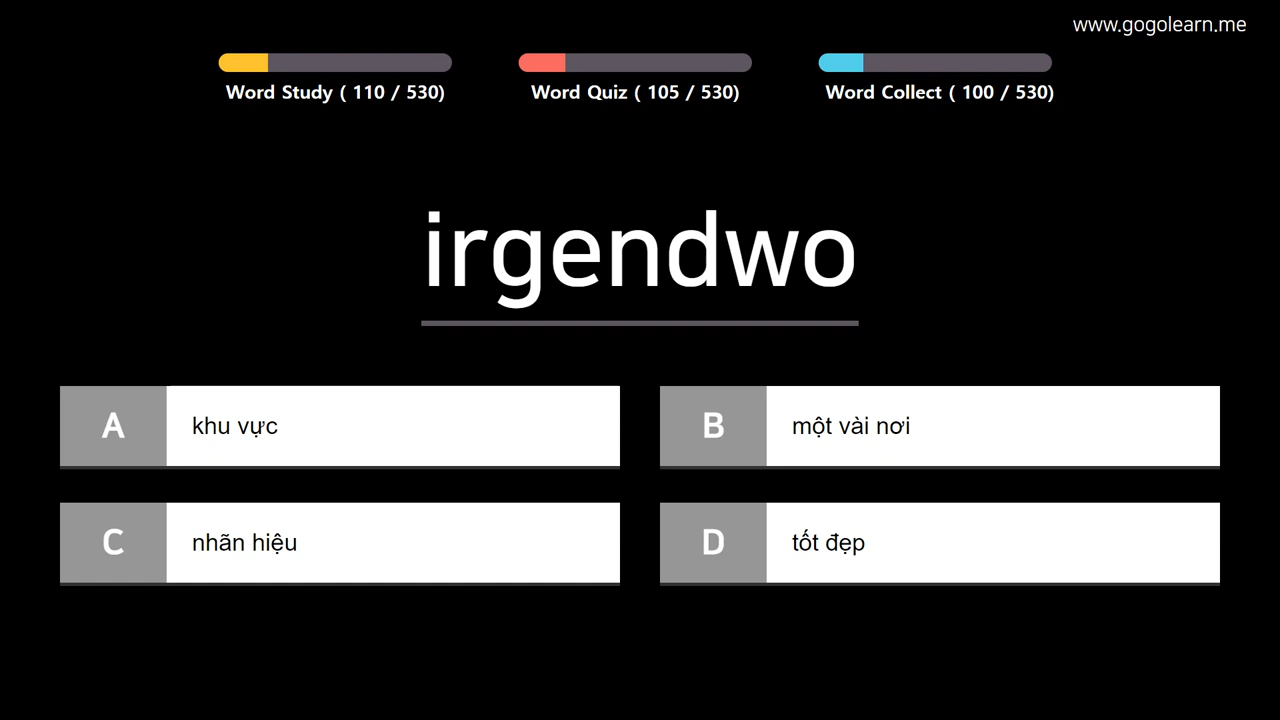 www.gogolearn.me
Word Study ( 110 / 530)
Word Quiz ( 105 / 530)
Word Collect ( 100 / 530)
irgendwo
A khu vực
B một vài nơi
C nhãn hiệu
D tốt đẹp